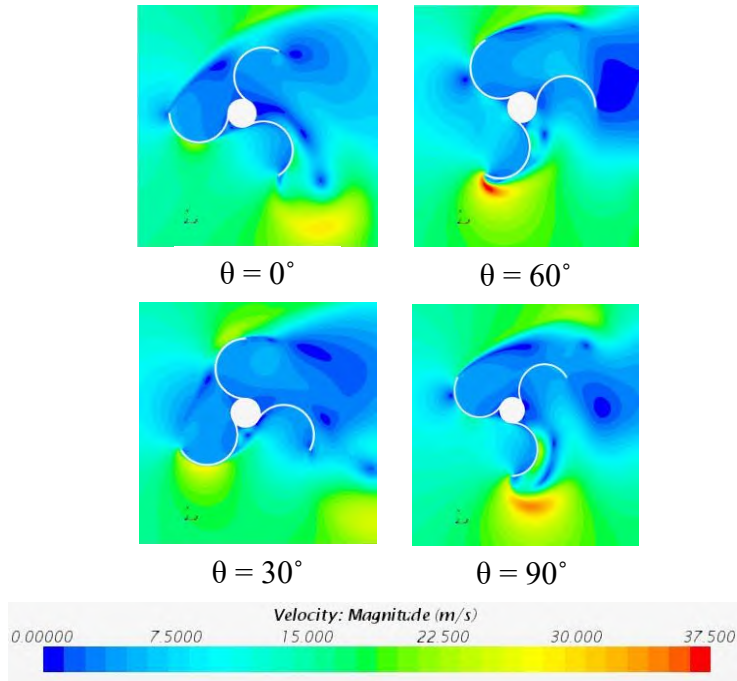 θ = 0˚
θ = 60˚
θ = 30˚
θ = 90˚
Velocity: Magnitude (m/s)
0.00000 7.5000 15.000 22.500 30.000 37.500